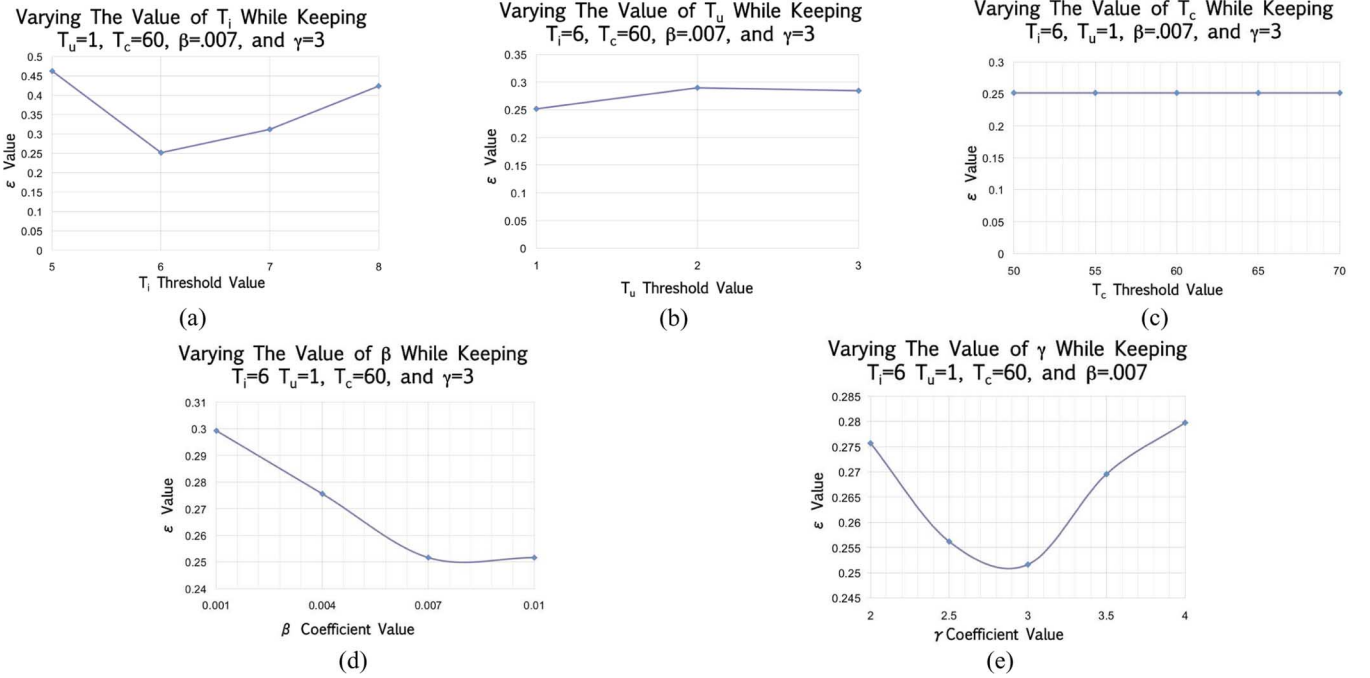 Varying The Value of Tᵢ While Keeping
Tᵤ=1, T꜀=60, β=.007, and γ=3
ε Value
0.5
0.45
0.4
0.35
0.3
0.25
0.2
0.15
0.1
0.05
0
5 6 7 8
Tᵢ Threshold Value
(a)
Varying The Value of Tᵤ While Keeping
Tᵢ=6, T꜀=60, β=.007, and γ=3
ε Value
0.35
0.3
0.25
0.2
0.15
0.1
0.05
0
1 2 3
Tᵤ Threshold Value
(b)
Varying The Value of T꜀ While Keeping
Tᵢ=6, Tᵤ=1, β=.007, and γ=3
ε Value
0.3
0.25
0.2
0.15
0.1
0.05
0
50 55 60 65 70
T꜀ Threshold Value
(c)
Varying The Value of β While Keeping
Tᵢ=6 Tᵤ=1, T꜀=60, and γ=3
ε Value
0.31
0.3
0.29
0.28
0.27
0.26
0.25
0.24
0.001 0.004 0.007 0.01
β Coefficient Value
(d)
Varying The Value of γ While Keeping
Tᵢ=6 Tᵤ=1, T꜀=60, and β=.007
ε Value
0.285
0.28
0.275
0.27
0.265
0.26
0.255
0.25
0.245
2 2.5 3 3.5 4
γ Coefficient Value
(e)